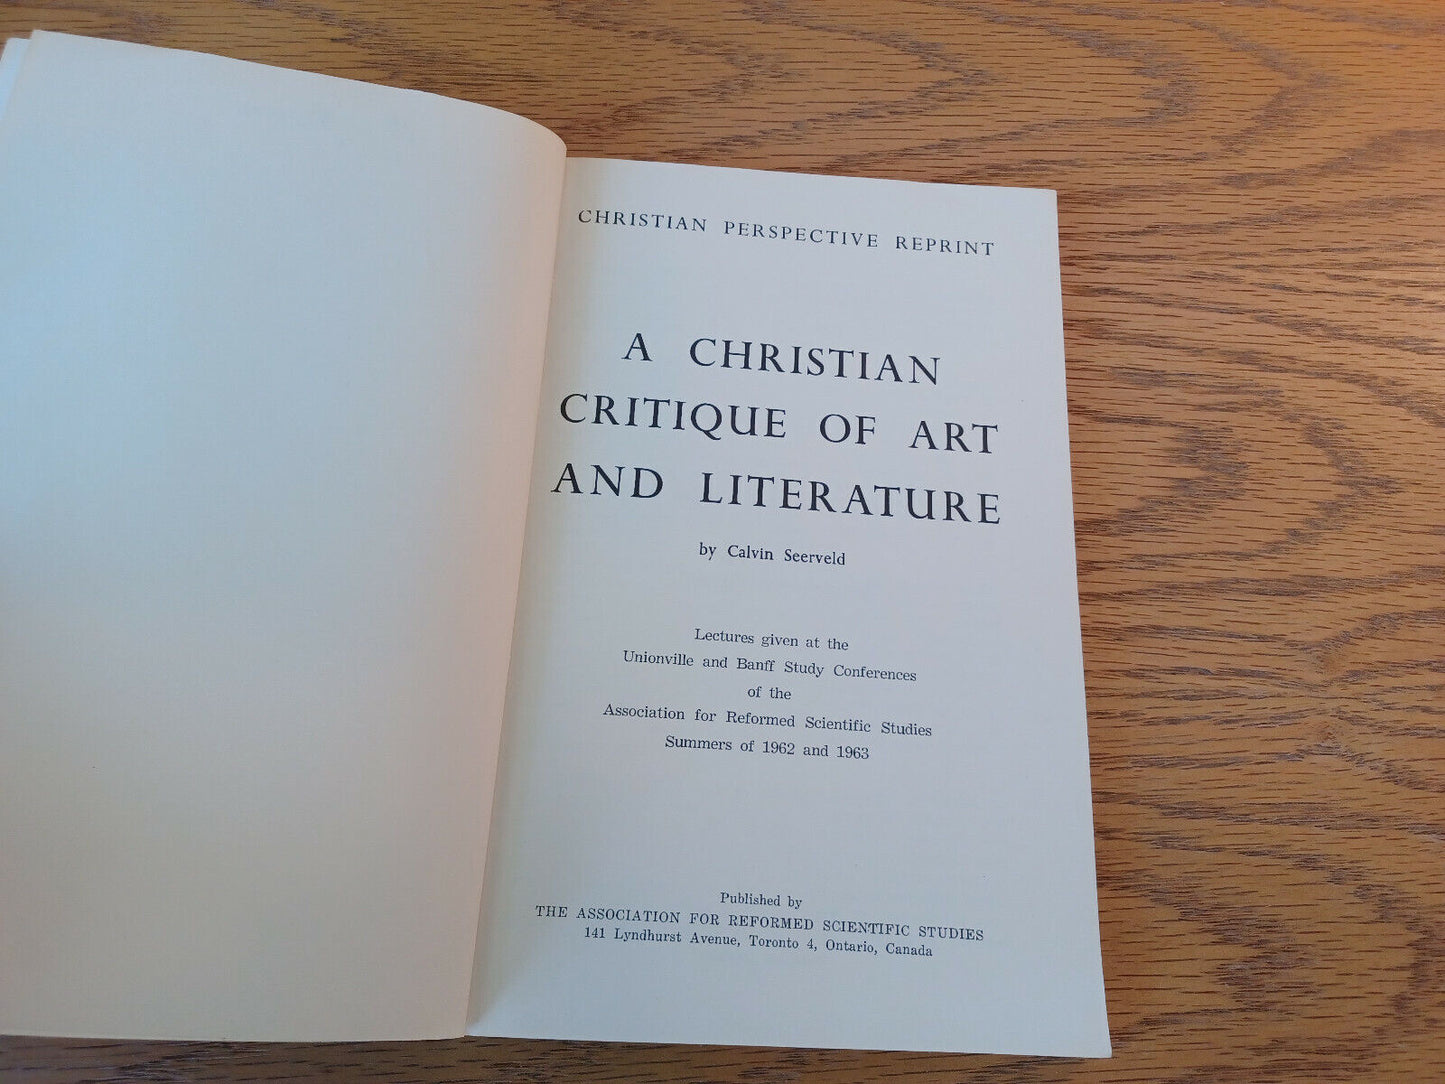 CHRISTIAN PERSPECTIVE REPRINT
A CHRISTIAN
CRITIQUE OF ART
AND LITERATURE
by Calvin Seerveld
Lectures given at the
Unionville and Banff Study Conferences
of the
Association for Reformed Scientific Studies
Summers of 1962 and 1963
Published by
THE ASSOCIATION FOR REFORMED SCIENTIFIC STUDIES
141 Lyndhurst Avenue, Toronto 4, Ontario, Canada